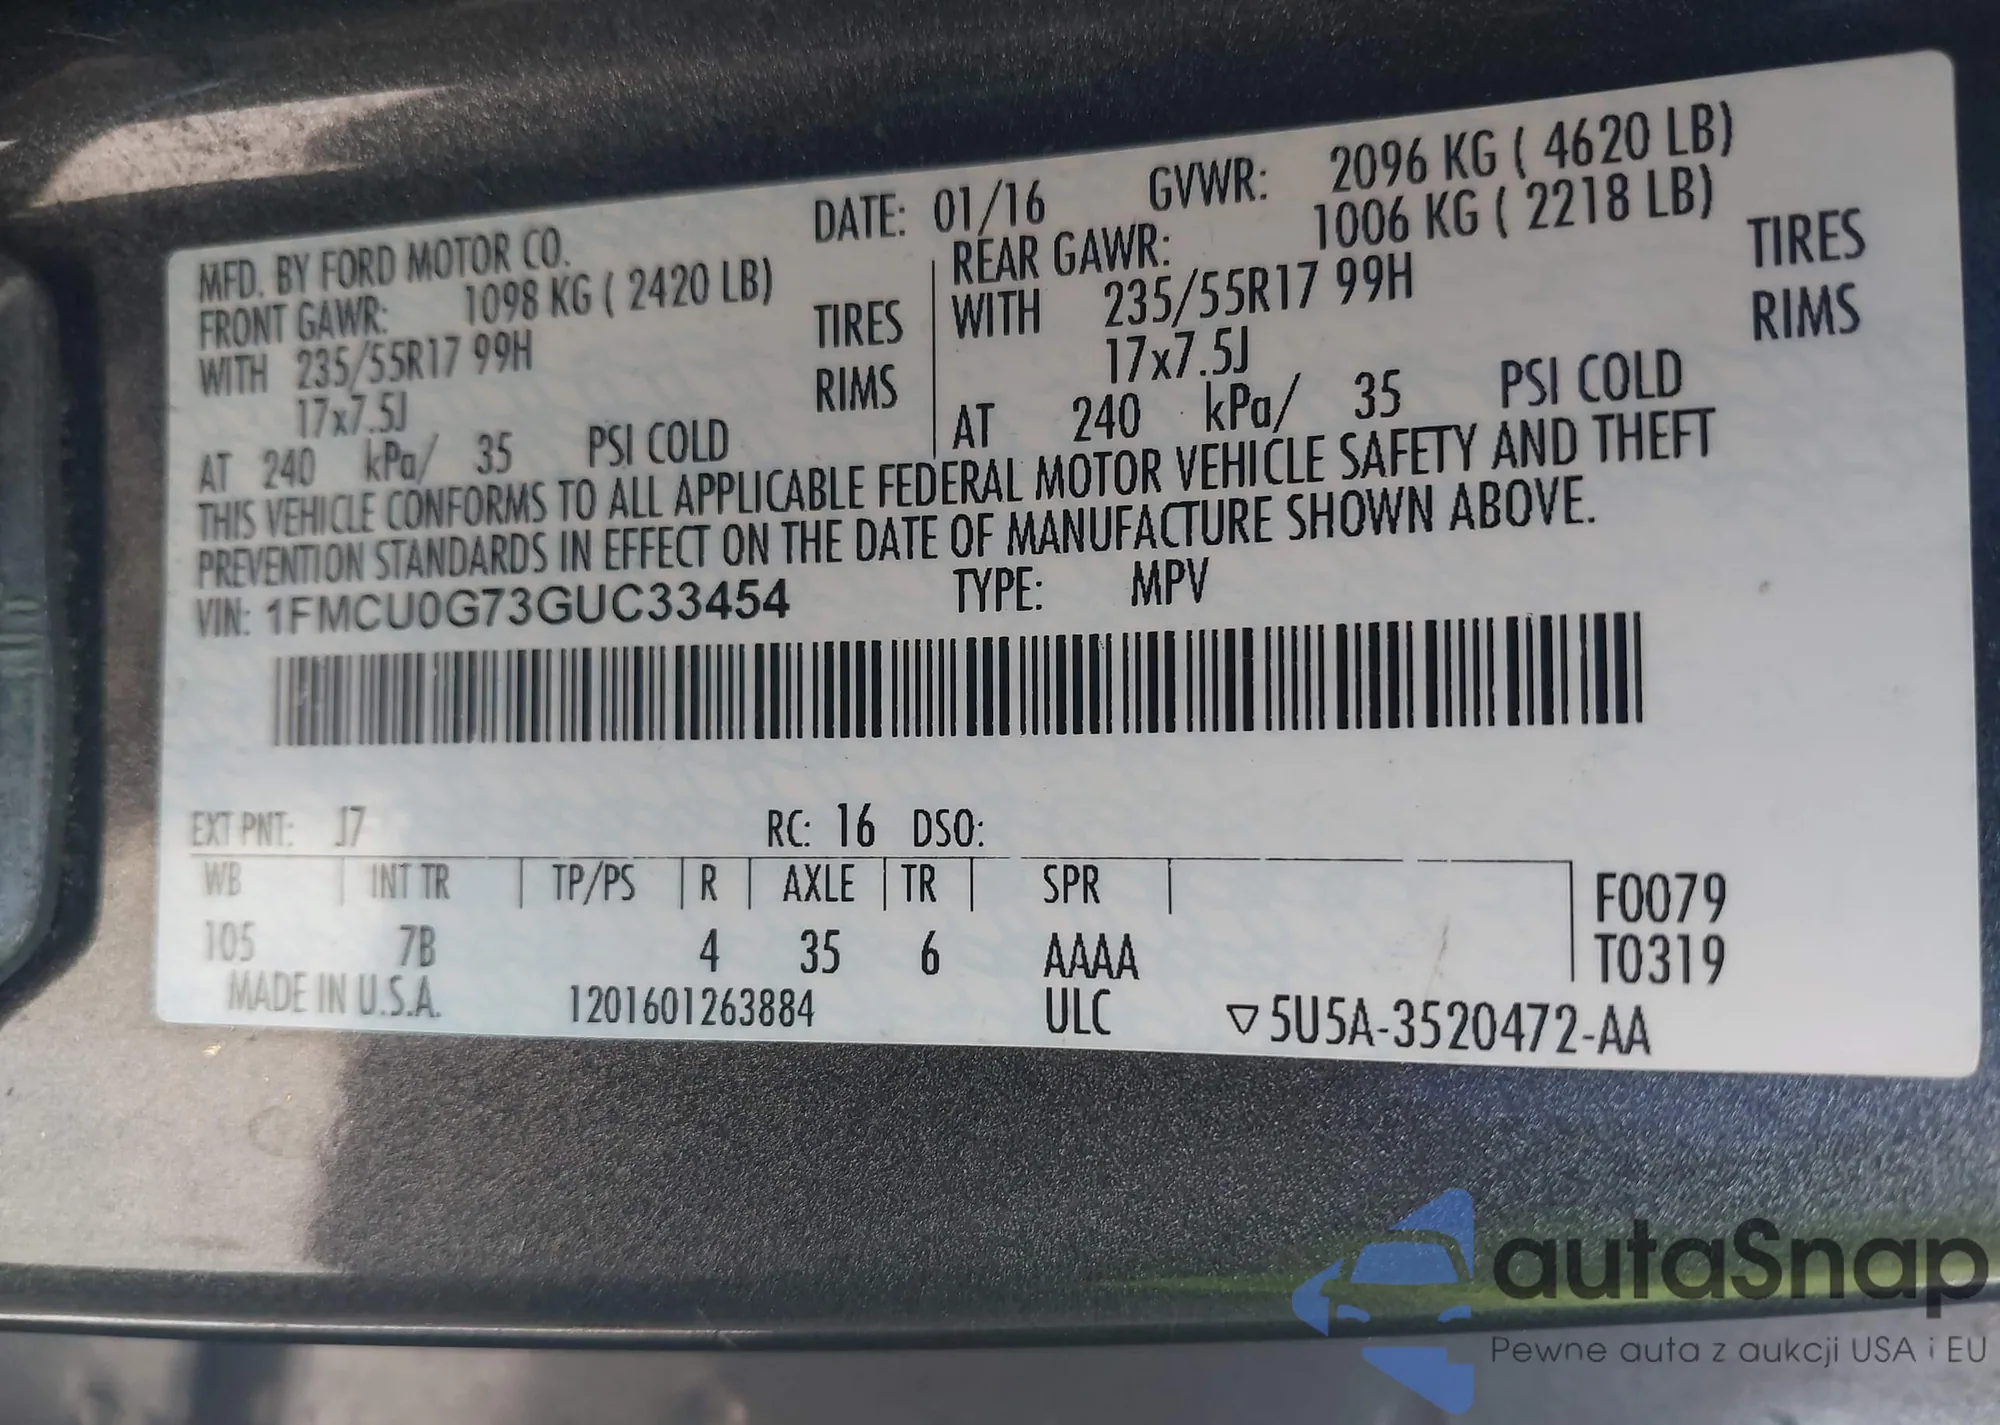 MFD. BY FORD MOTOR CO.
DATE: 01/16 GVWR: 2096 KG ( 4620 LB)
FRONT GAWR: 1098 KG ( 2420 LB)
WITH 235/55R17 99H TIRES
17x7.5J RIMS
AT 240 kPa/ 35 PSI COLD
REAR GAWR: 1006 KG ( 2218 LB)
WITH 235/55R17 99H TIRES
17x7.5J RIMS
AT 240 kPa/ 35 PSI COLD
THIS VEHICLE CONFORMS TO ALL APPLICABLE FEDERAL MOTOR VEHICLE SAFETY AND THEFT
PREVENTION STANDARDS IN EFFECT ON THE DATE OF MANUFACTURE SHOWN ABOVE.
VIN: 1FMCU0G73GUC33454 TYPE: MPV
EXT PNT: J7 RC: 16 DSO:
WB INT TR TP/PS R AXLE TR SPR F0079
105 7B 4 35 6 AAAA T0319
MADE IN U.S.A. 1201601263884 ULC ▽5U5A-3520472-AA
autaSnap
Pewne auta z aukcji USA i EU